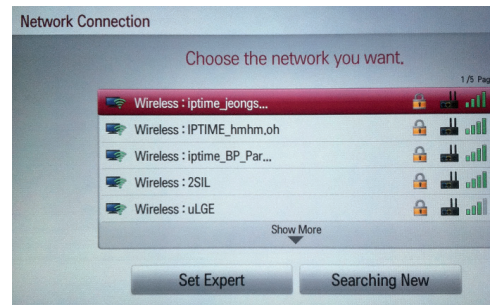 Network Connection
Choose the network you want.
1/5 Pag
Wireless : iptime_jeongs...
Wireless : IPTIME_hmhm,oh
Wireless : iptime_BP_Par...
Wireless : 2SIL
Wireless : uLGE
Show More
Set Expert
Searching New